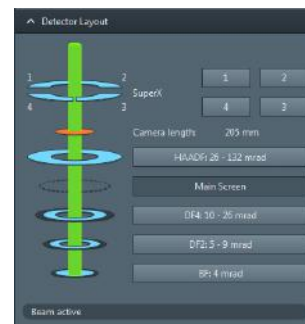 Detector Layout
1 2
4 3
SuperX
1 2
4 3
Camera length: 205 mm
HAADF: 26 - 132 mrad
Main Screen
DF4: 10 - 26 mrad
DF2: 5 - 9 mrad
BF: 4 mrad
Beam active